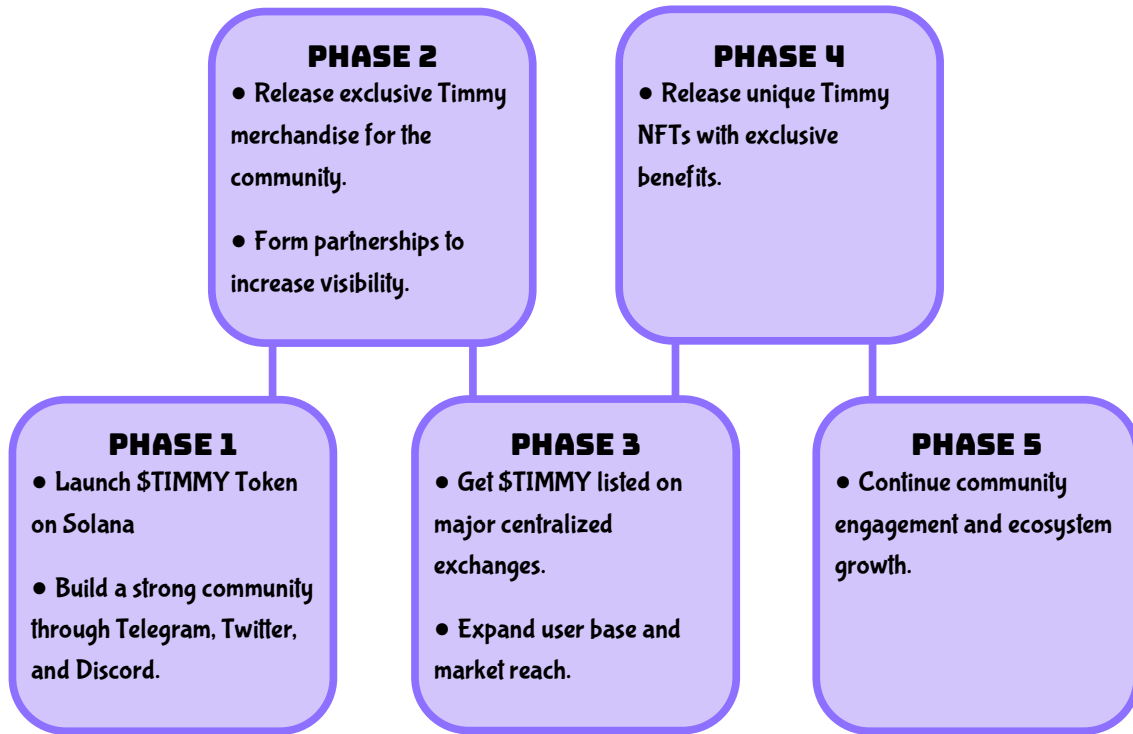 PHASE 2
● Release exclusive Timmy
merchandise for the
community.
● Form partnerships to
increase visibility.
PHASE 4
● Release unique Timmy
NFTs with exclusive
benefits.
PHASE 1
● Launch $TIMMY Token
on Solana
● Build a strong community
through Telegram, Twitter,
and Discord.
PHASE 3
● Get $TIMMY listed on
major centralized
exchanges.
● Expand user base and
market reach.
PHASE 5
● Continue community
engagement and ecosystem
growth.